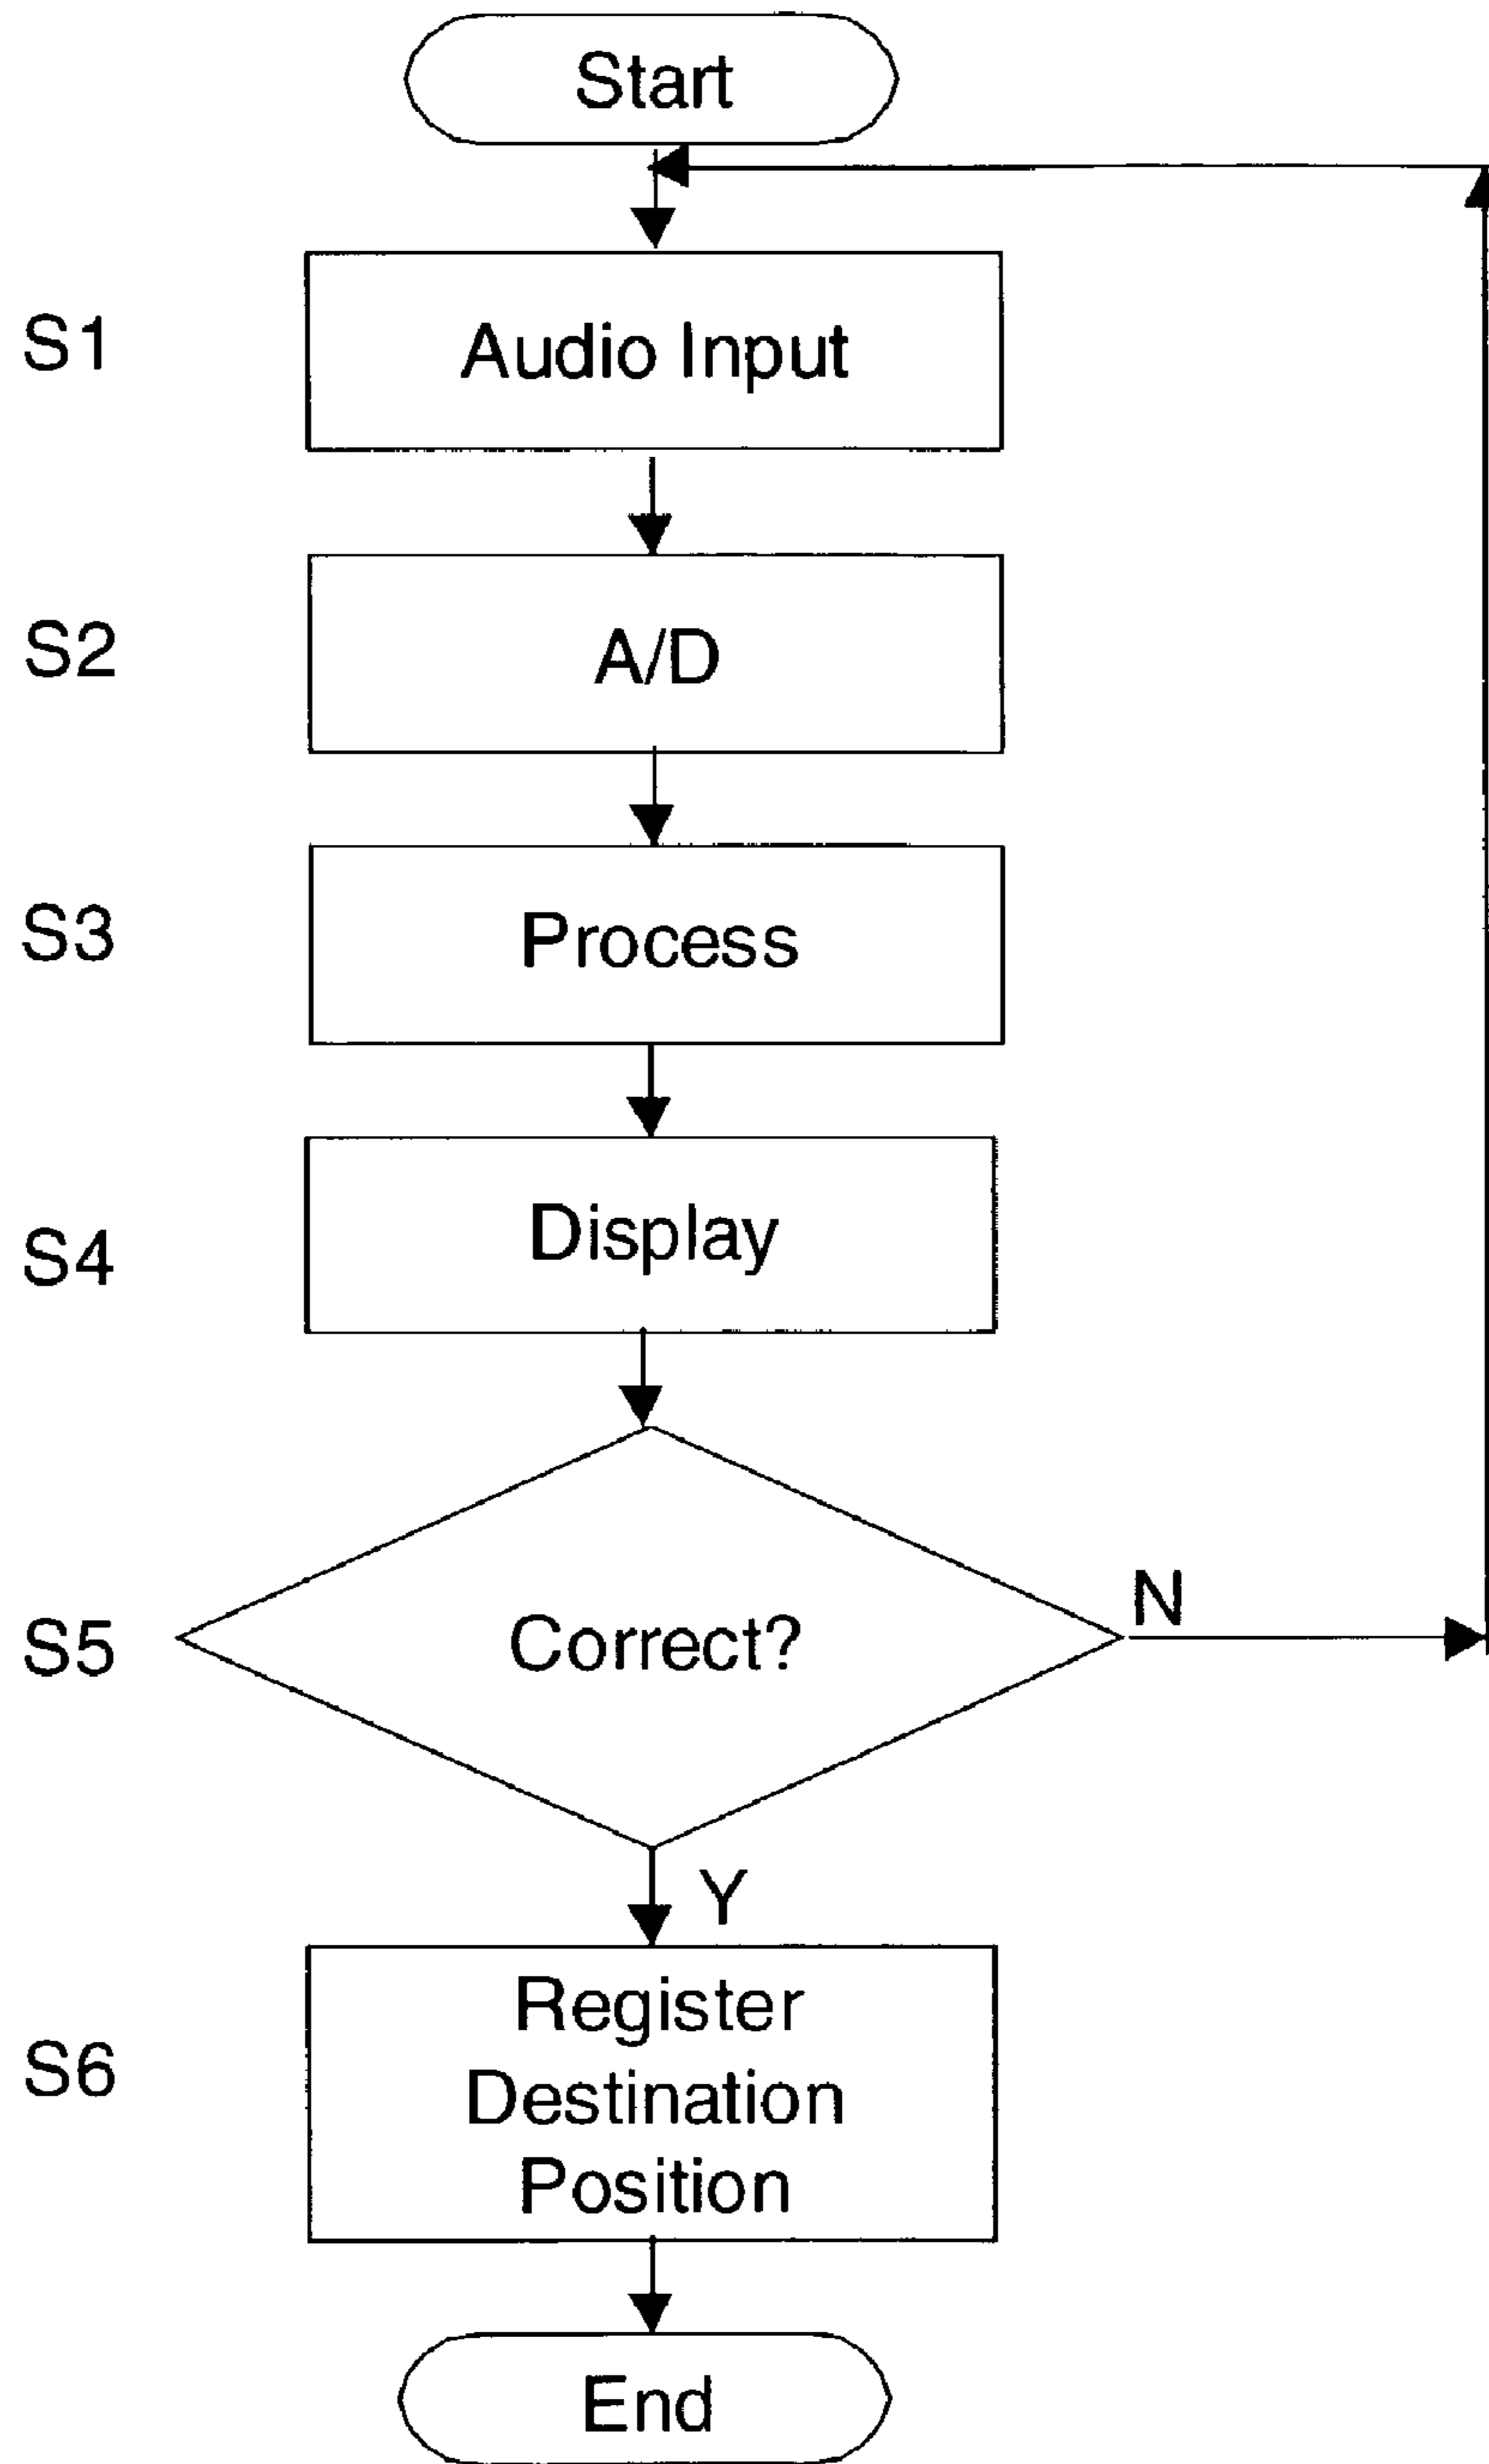 Start
S1
Audio Input
S2
A/D
S3
Process
S4
Display
S5
Correct?
N
Y
S6
Register
Destination
Position
End